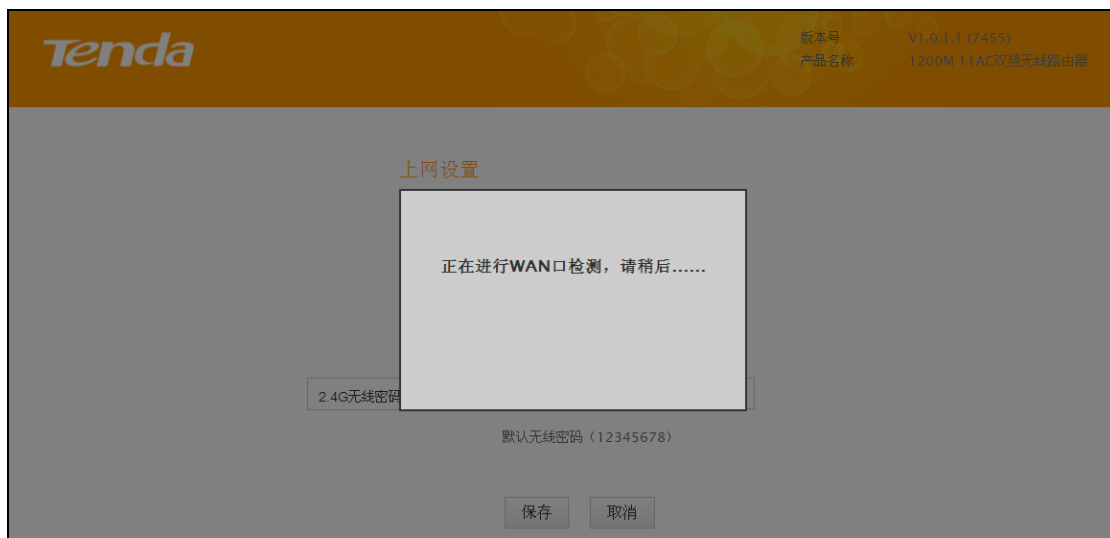 Tenda
版本号 V1.0.1.1 (7455)
产品名称 1200M 11AC双频无线路由器
上网设置
正在进行WAN口检测，请稍后......
2.4G无线密码
默认无线密码（12345678）
保存 取消